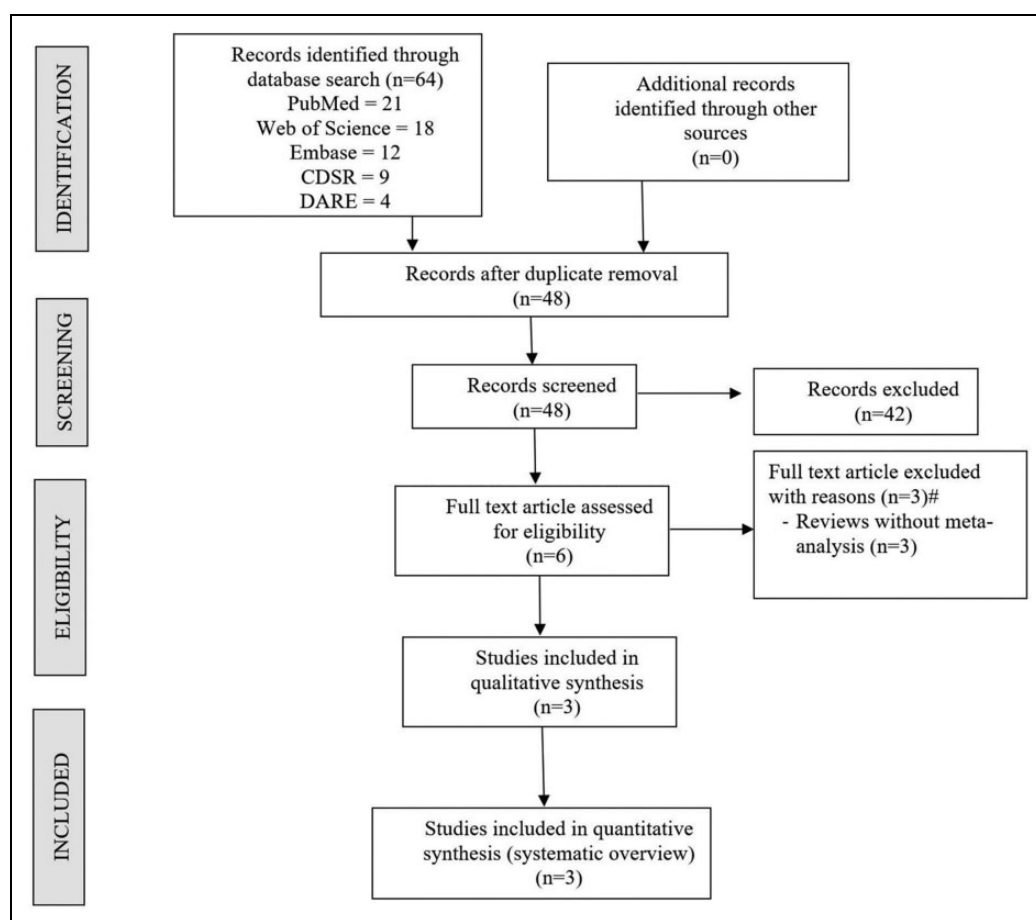 IDENTIFICATION
Records identified through
database search (n=64)
PubMed = 21
Web of Science = 18
Embase = 12
CDSR = 9
DARE = 4
Additional records
identified through other
sources
(n=0)
Records after duplicate removal
(n=48)
SCREENING
Records screened
(n=48)
Records excluded
(n=42)
ELIGIBILITY
Full text article assessed
for eligibility
(n=6)
Full text article excluded
with reasons (n=3)#
- Reviews without meta-
analysis (n=3)
Studies included in
qualitative synthesis
(n=3)
INCLUDED
Studies included in quantitative
synthesis (systematic overview)
(n=3)